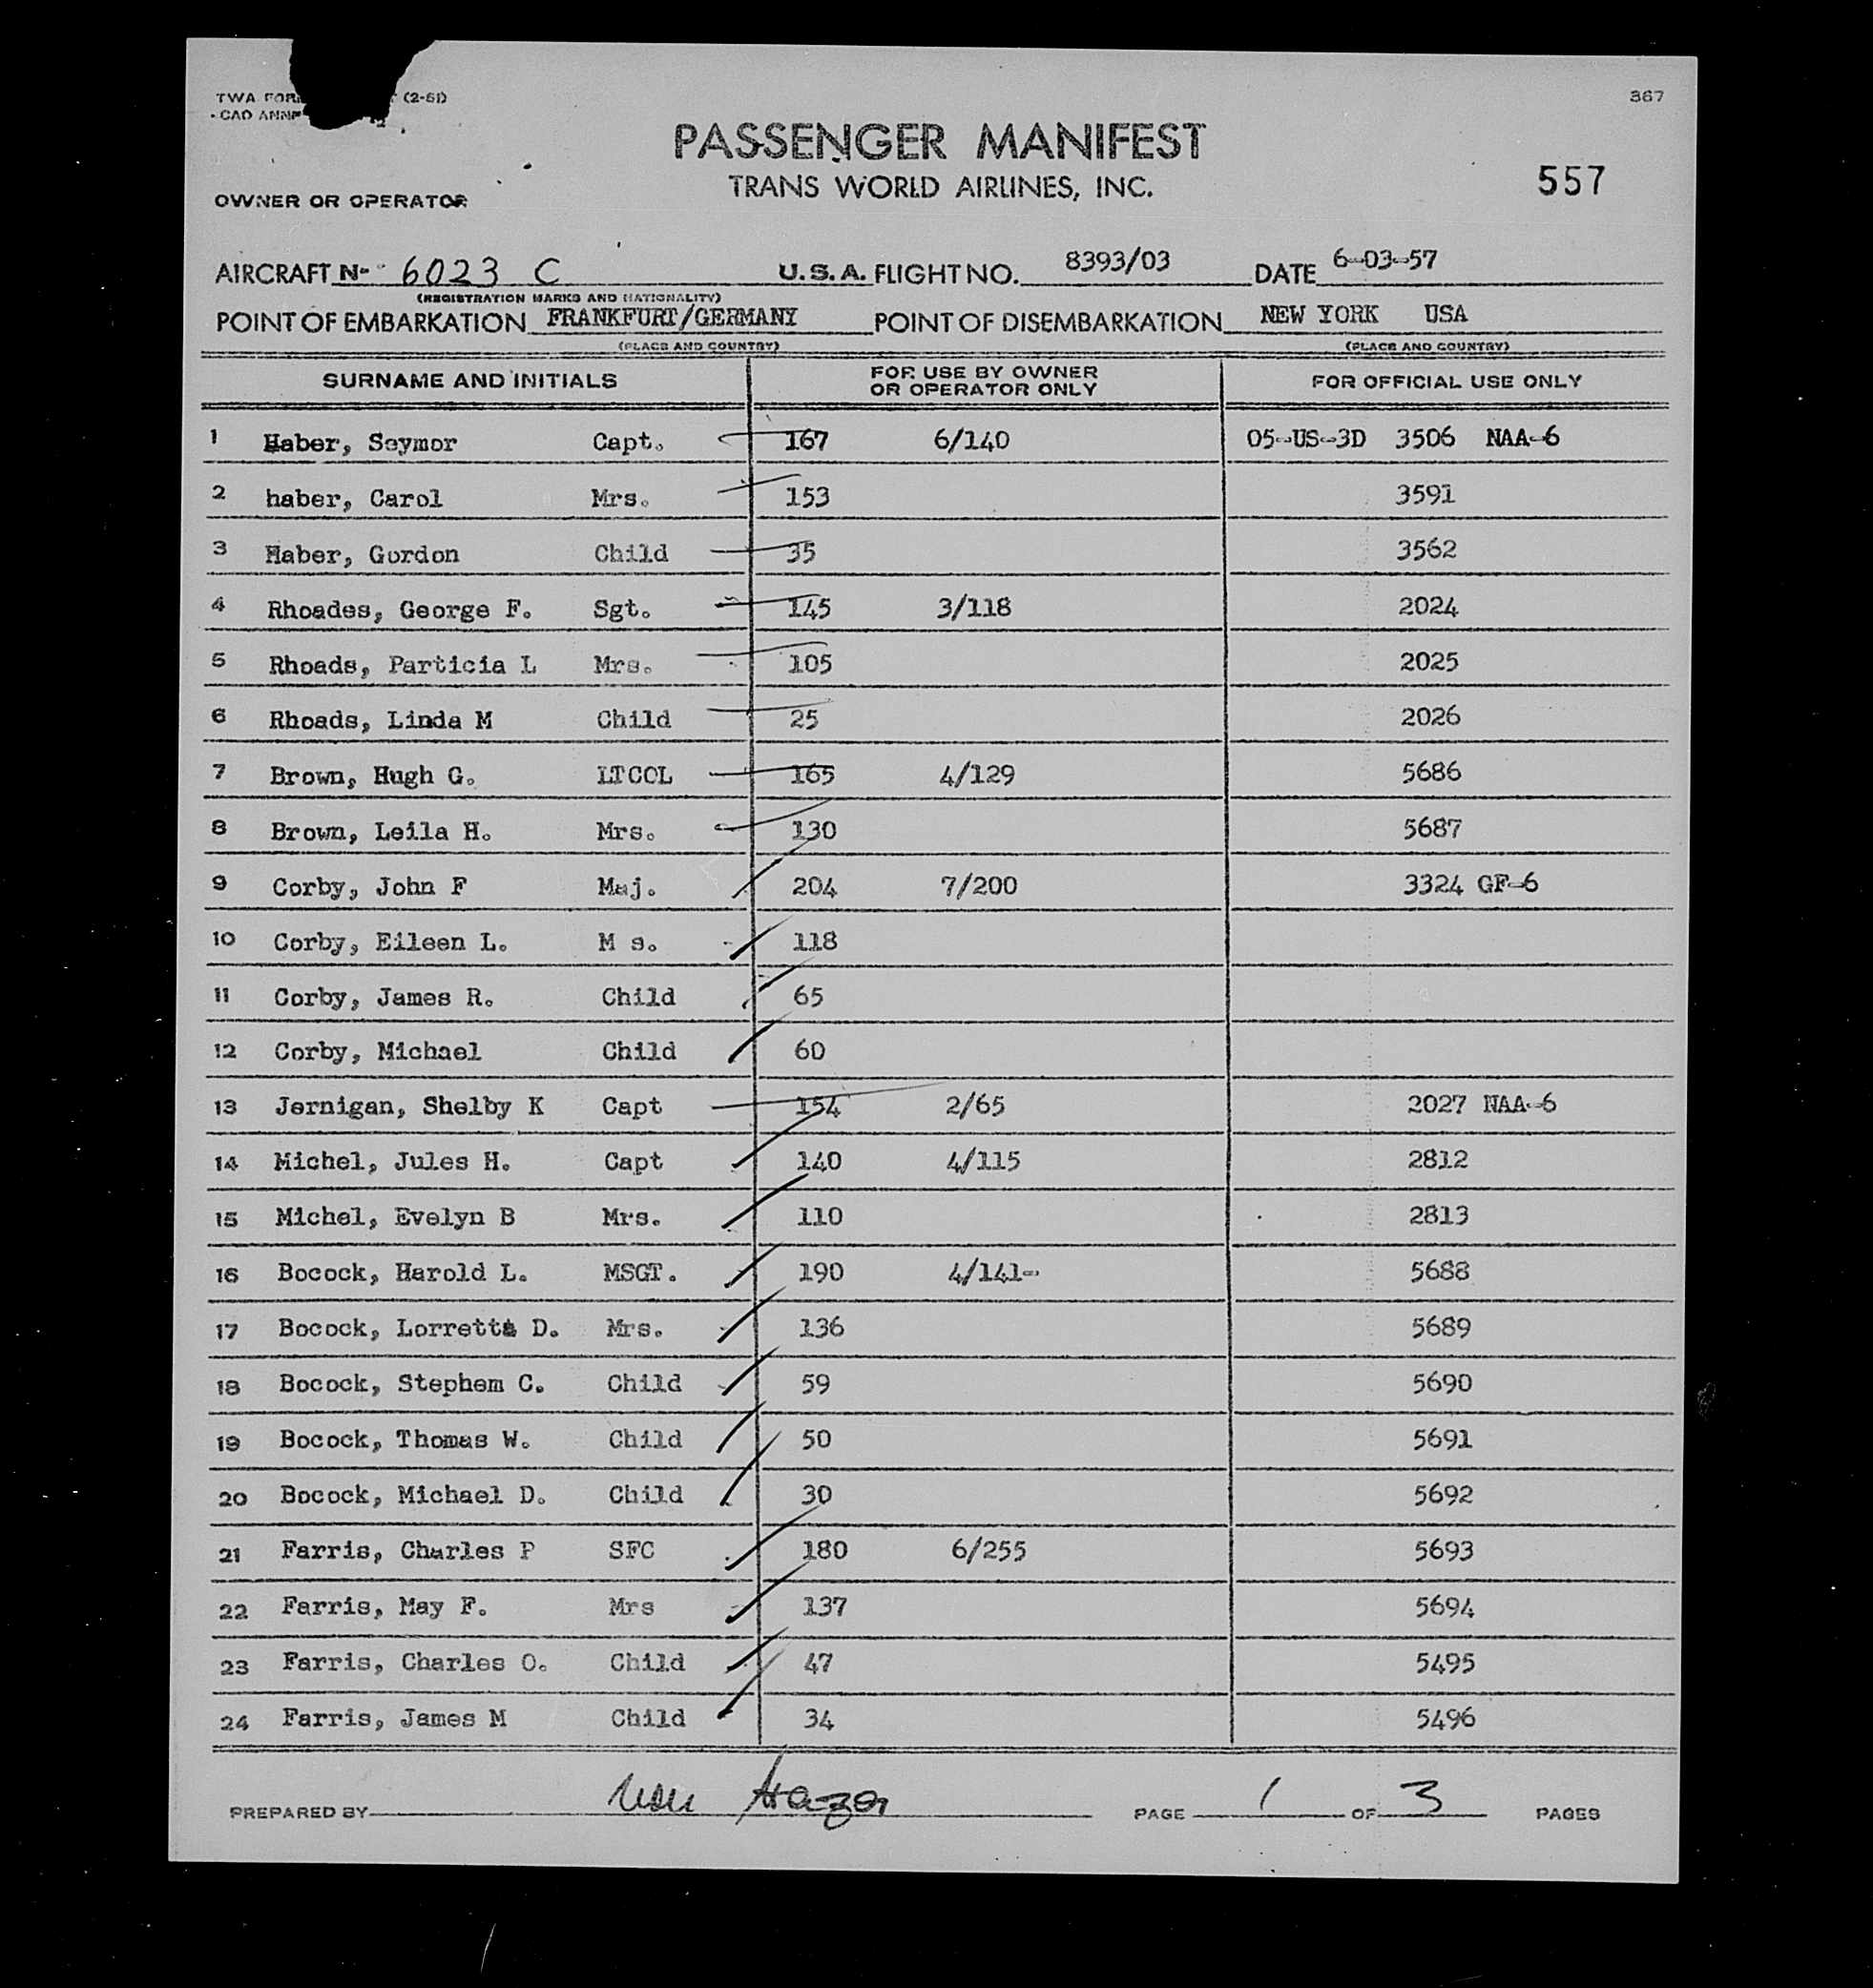 TWA FOR (2-51) 367
CAO ANNE
PASSENGER MANIFEST
TRANS WORLD AIRLINES, INC. 557
OWNER OR OPERATOR
AIRCRAFT N- 6023 C U.S.A. FLIGHT NO. 8393/03 DATE 6-03-57
(REGISTRATION MARKS AND NATIONALITY)
POINT OF EMBARKATION FRANKFURT/GERMANY POINT OF DISEMBARKATION NEW YORK USA
(PLACE AND COUNTRY) (PLACE AND COUNTRY)
SURNAME AND INITIALS FOR USE BY OWNER OR OPERATOR ONLY FOR OFFICIAL USE ONLY
1 Haber, Seymor Capt. 167 6/140 05-US-3D 3506 NAA-6
2 haber, Carol Mrs. 153 3591
3 Haber, Gordon Child 35 3562
4 Rhoades, George F. Sgt. 145 3/118 2024
5 Rhoads, Particia L Mrs. 105 2025
6 Rhoads, Linda M Child 25 2026
7 Brown, Hugh G. LTCOL 165 4/129 5686
8 Brown, Leila H. Mrs. 130 5687
9 Corby, John F Maj. 204 7/200 3324 GF-6
10 Corby, Eileen L. M s. 118
11 Corby, James R. Child 65
12 Corby, Michael Child 60
13 Jernigan, Shelby K Capt 154 2/65 2027 NAA-6
14 Michel, Jules H. Capt 140 4/115 2812
15 Michel, Evelyn B Mrs. 110 2813
16 Bocock, Harold L. MSGT. 190 4/141- 5688
17 Bocock, Lorretta D. Mrs. 136 5689
18 Bocock, Stephem C. Child 59 5690
19 Bocock, Thomas W. Child 50 5691
20 Bocock, Michael D. Child 30 5692
21 Farris, Charles P SFC 180 6/255 5693
22 Farris, May F. Mrs 137 5694
23 Farris, Charles O. Child 47 5495
24 Farris, James M Child 34 5496
PREPARED BY PAGE 1 OF 3 PAGES